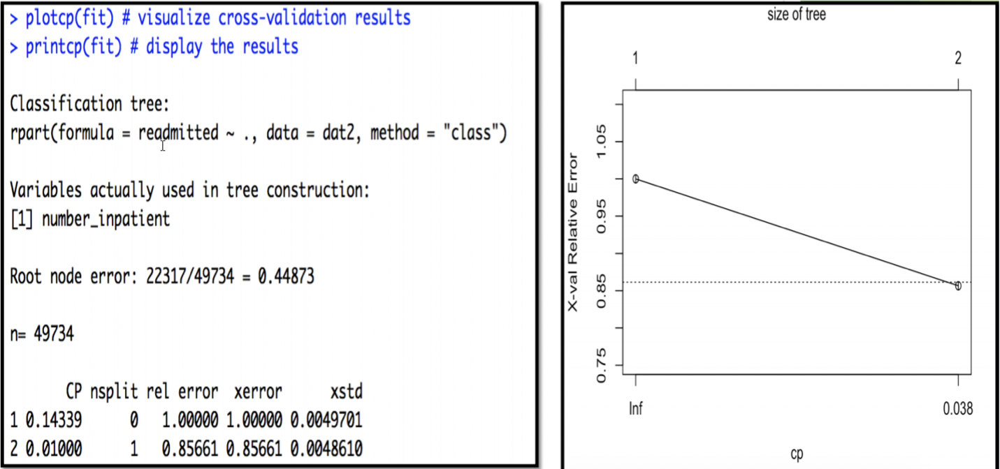 > plotcp(fit) # visualize cross-validation results
> printcp(fit) # display the results
Classification tree:
rpart(formula = readmitted ~ ., data = dat2, method = "class")
Variables actually used in tree construction:
[1] number_inpatient
Root node error: 22317/49734 = 0.44873
n= 49734
CP nsplit rel error xerror xstd
1 0.14339 0 1.00000 1.00000 0.0049701
2 0.01000 1 0.85661 0.85661 0.0048610
size of tree
1 2
X-val Relative Error
1.05
0.95
0.85
0.75
Inf 0.038
cp